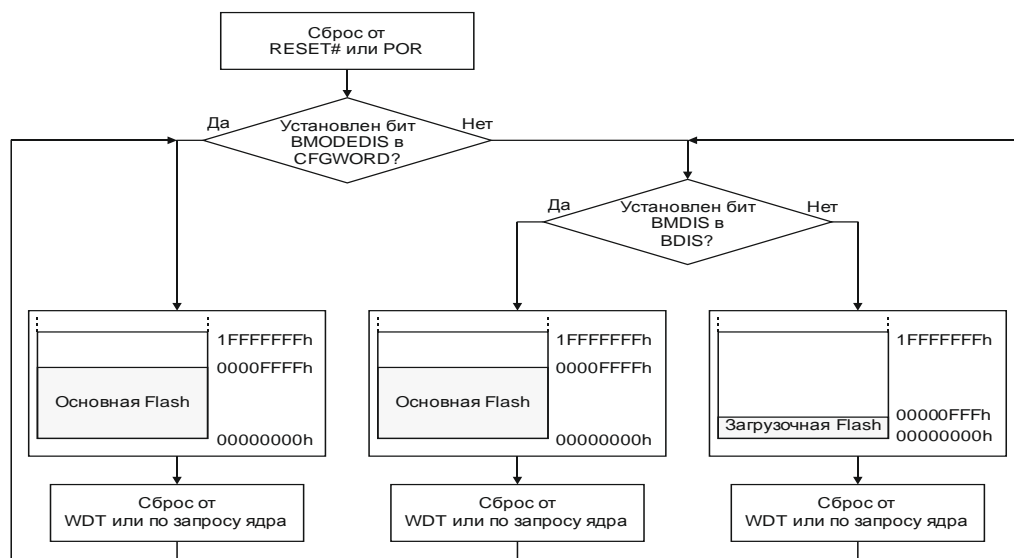 Сброс от
RESET# или POR
Да
Установлен бит
BMODEDIS в
CFGWORD?
Нет
Да
Установлен бит
BMDIS в
BDIS?
Нет
1FFFFFFFh
0000FFFFh
Основная Flash
00000000h
1FFFFFFFh
0000FFFFh
Основная Flash
00000000h
1FFFFFFFh
00000FFFh
Загрузочная Flash
00000000h
Сброс от
WDT или по запросу ядра
Сброс от
WDT или по запросу ядра
Сброс от
WDT или по запросу ядра